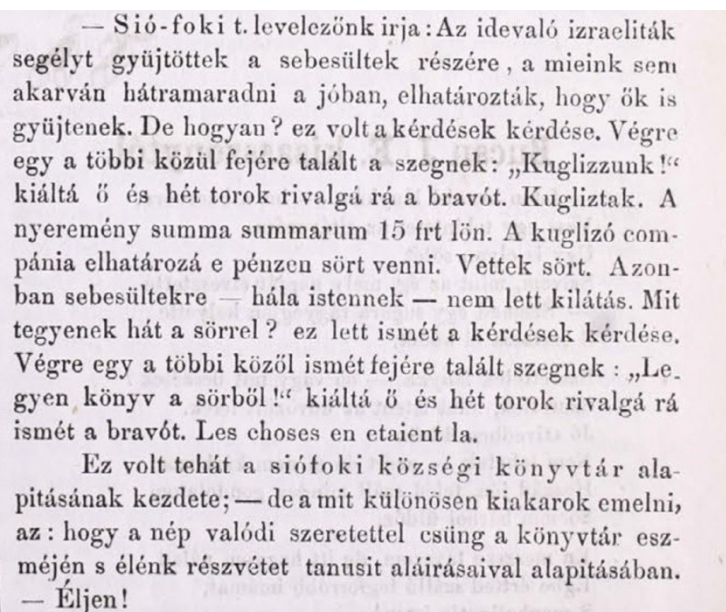 — Sió-foki t. levelezőnk irja: Az idevaló izraeliták
segélyt gyüjtöttek a sebesültek részére, a mieink sem
akarván hátramaradni a jóban, elhatározták, hogy ők is
gyüjtenek. De hogyan? ez volt a kérdések kérdése. Végre
egy a többi közül fejére talált a szegnek: „Kuglizzunk!“
kiáltá ő és hét torok rivalgá rá a bravót. Kugliztak. A
nyeremény summa summarum 15 frt lőn. A kuglizó com-
pánia elhatározá e pénzen sört venni. Vettek sört. Azon-
ban sebesültekre — hála istennek — nem lett kilátás. Mit
tegyenek hát a sörrel? ez lett ismét a kérdések kérdése.
Végre egy a többi közől ismét fejére talált szegnek: „Le-
gyen könyv a sörből!“ kiáltá ő és hét torok rivalgá rá
ismét a bravót. Les choses en etaient la.
Ez volt tehát a siófoki községi könyvtár ala-
pitásának kezdete; — de a mit különösen kiakarok emelni,
az: hogy a nép valódi szeretettel csüng a könyvtár esz-
méjén s élénk részvétet tanusit aláirásaival alapitásában.
— Éljen!